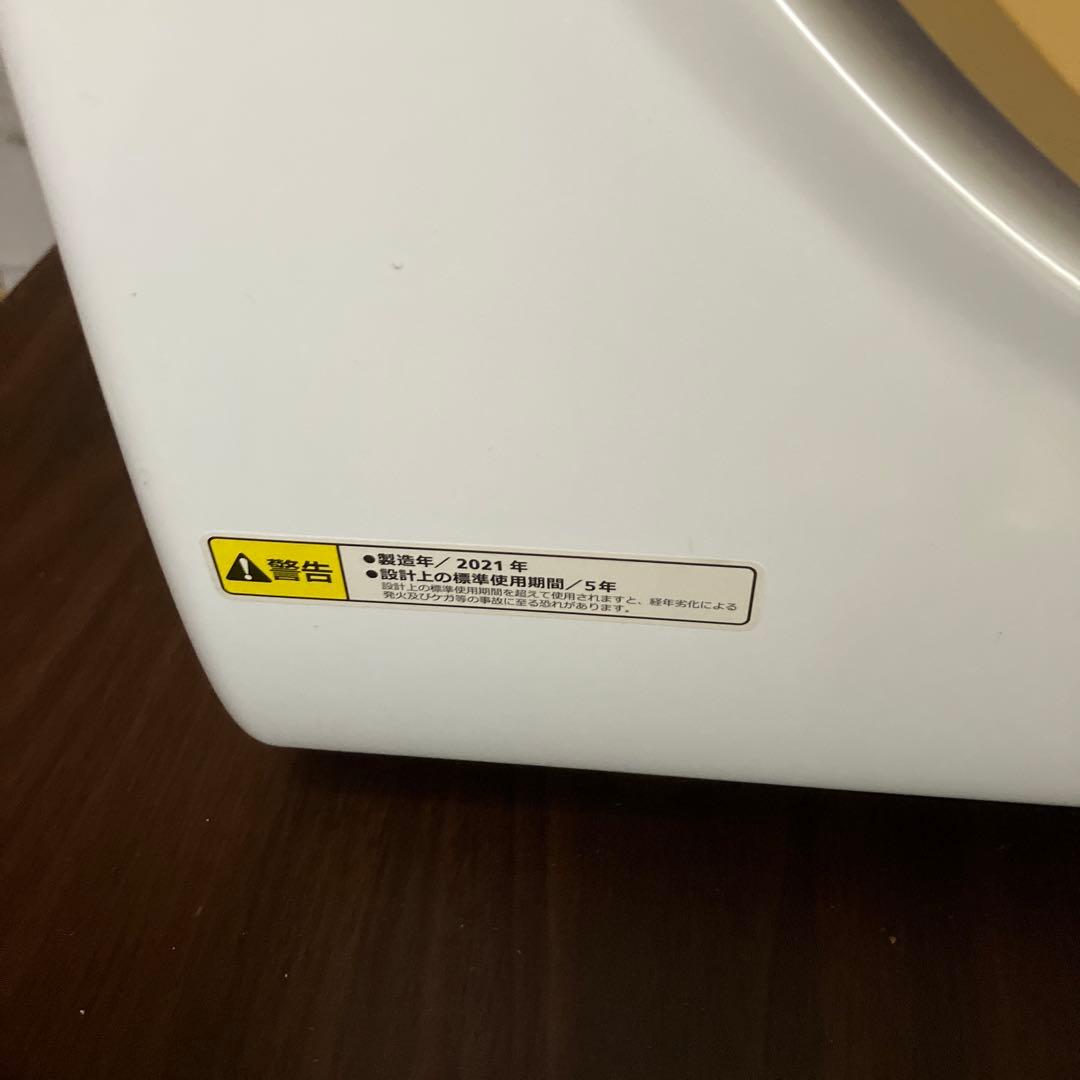 警告
●製造年／2021年
●設計上の標準使用期間／5年
設計上の標準使用期間を超えて使用されますと、経年劣化による
発火及びケガ等の事故に至る恐れがあります。